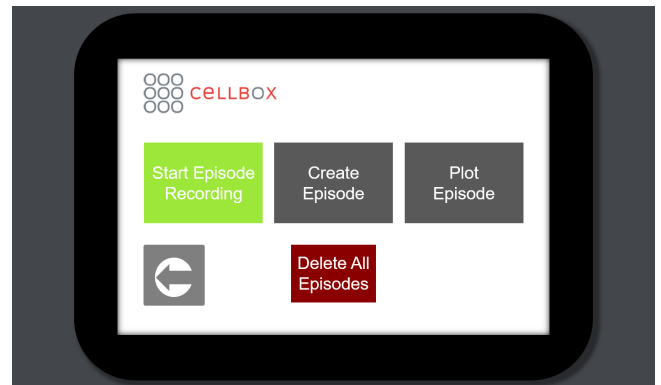 CELLBOX
Start Episode
Recording
Create
Episode
Plot
Episode
Delete All
Episodes